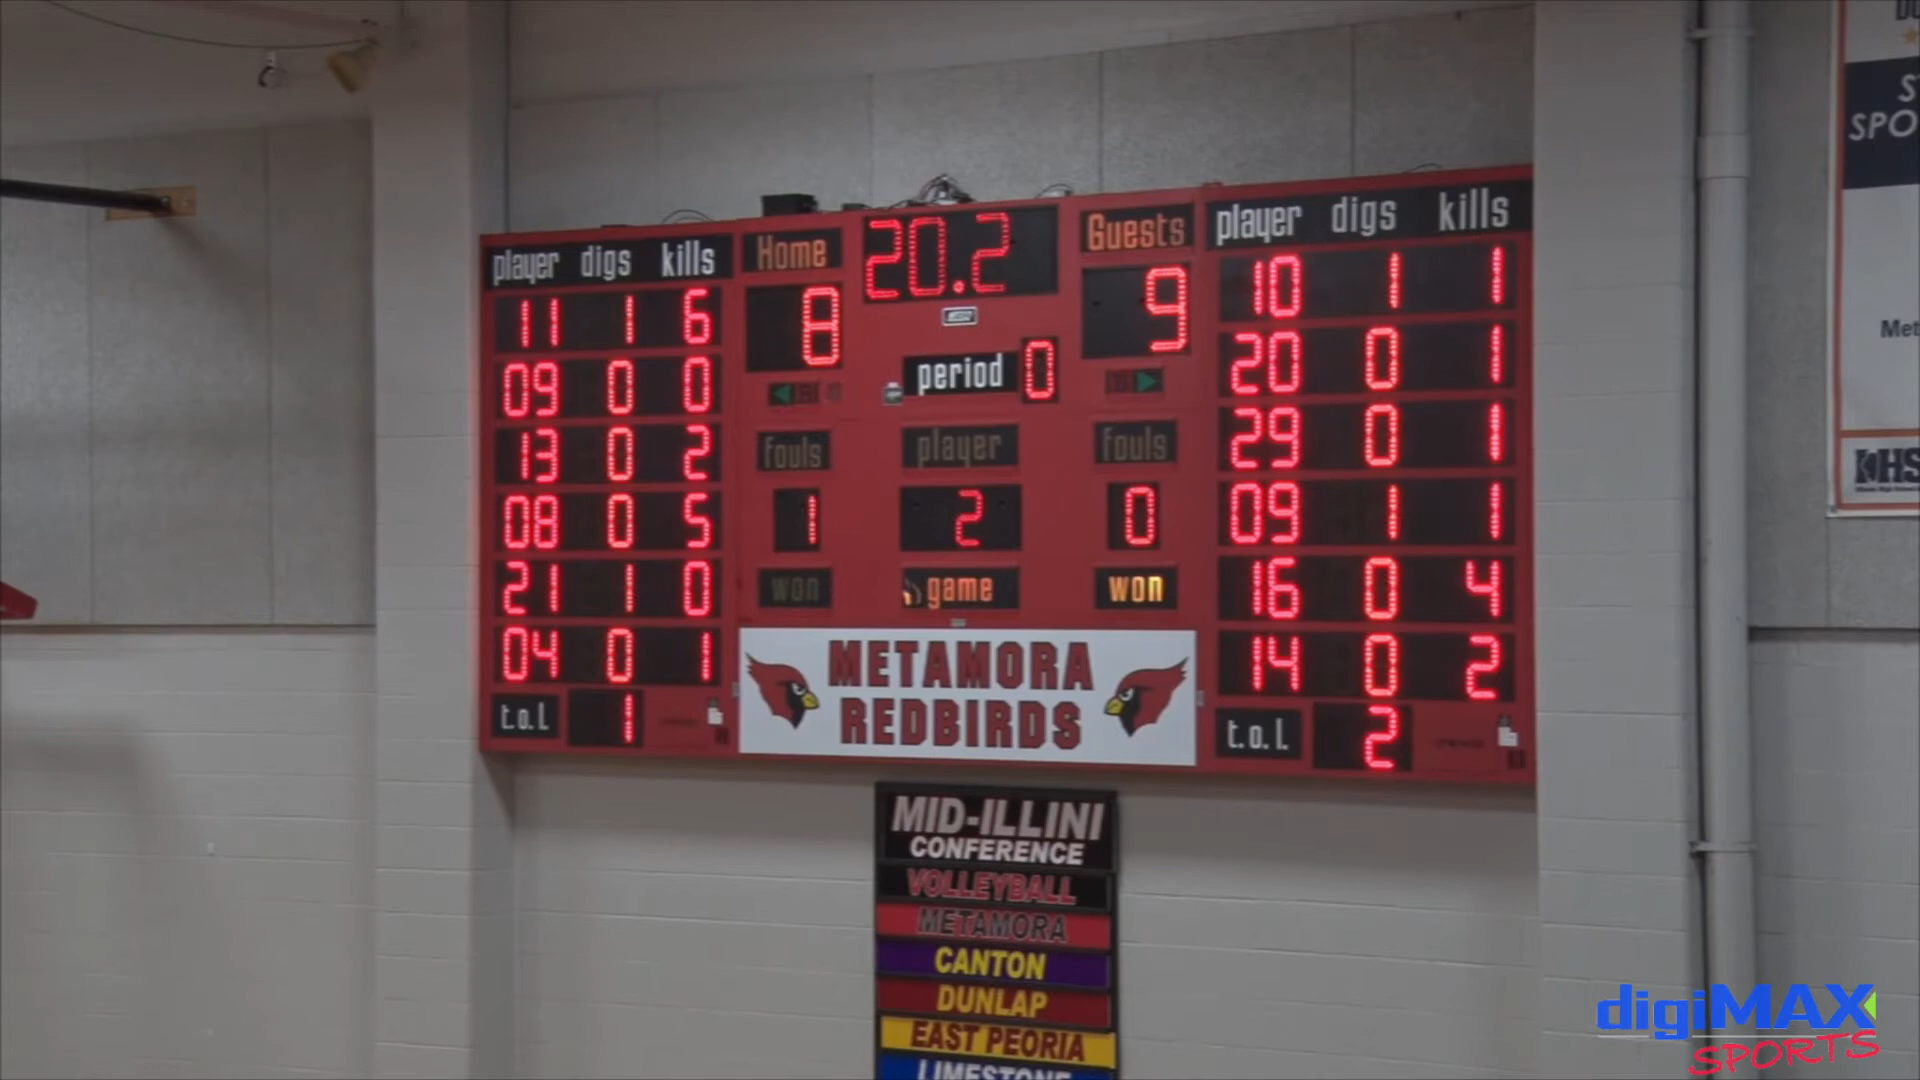 player digs kills
11 1 6
09 0 0
13 0 2
08 0 5
21 1 0
04 0 1
t.o.l. 1
Home 20.2 Guests
8 9
period 0
fouls player fouls
1 2 0
won game won
METAMORA
REDBIRDS
player digs kills
10 1 1
20 0 1
29 0 1
09 1 1
16 0 4
14 0 2
t.o.l. 2
MID-ILLINI
CONFERENCE
VOLLEYBALL
METAMORA
CANTON
DUNLAP
EAST PEORIA
LIMESTONE
digiMAX
SPORTS